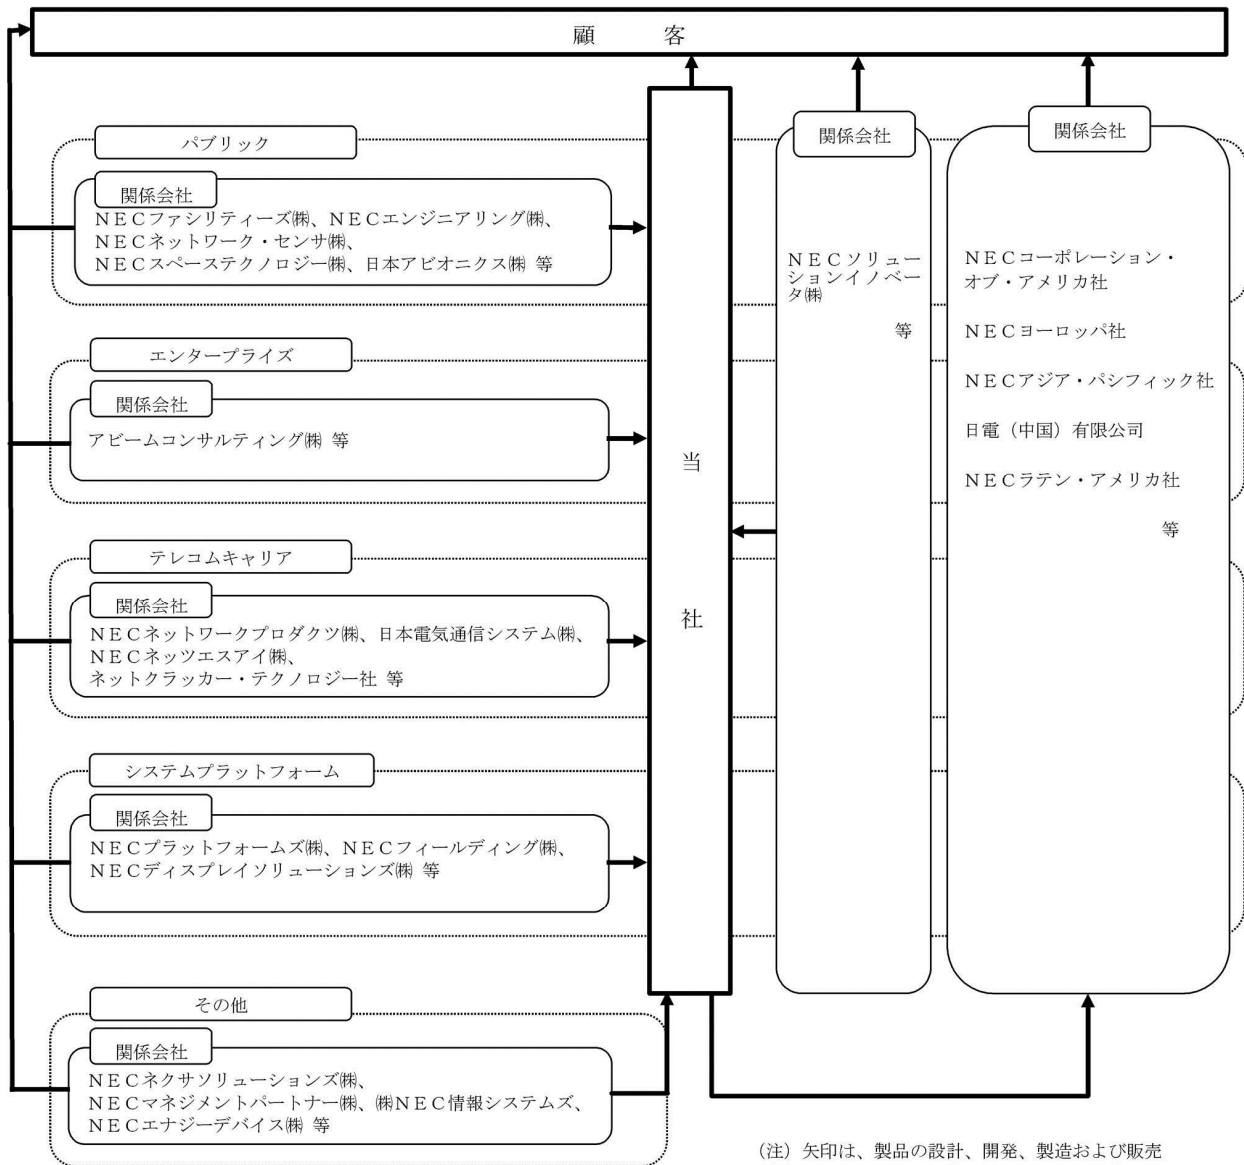 顧　　　客
パブリック
関係会社
ＮＥＣファシリティーズ㈱、ＮＥＣエンジニアリング㈱、
ＮＥＣネットワーク・センサ㈱、
ＮＥＣスペーステクノロジー㈱、日本アビオニクス㈱ 等
エンタープライズ
関係会社
アビームコンサルティング㈱ 等
テレコムキャリア
関係会社
ＮＥＣネットワークプロダクツ㈱、日本電気通信システム㈱、
ＮＥＣネッツエスアイ㈱、
ネットクラッカー・テクノロジー社 等
システムプラットフォーム
関係会社
ＮＥＣプラットフォームズ㈱、ＮＥＣフィールディング㈱、
ＮＥＣディスプレイソリューションズ㈱ 等
その他
関係会社
ＮＥＣネクサソリューションズ㈱、
ＮＥＣマネジメントパートナー㈱、㈱ＮＥＣ情報システムズ、
ＮＥＣエナジーデバイス㈱ 等
当社
関係会社
ＮＥＣソリュー
ションイノベー
タ㈱
等
関係会社
ＮＥＣコーポレーション・
オブ・アメリカ社
ＮＥＣヨーロッパ社
ＮＥＣアジア・パシフィック社
日電（中国）有限公司
ＮＥＣラテン・アメリカ社
等
（注）矢印は、製品の設計、開発、製造および販売